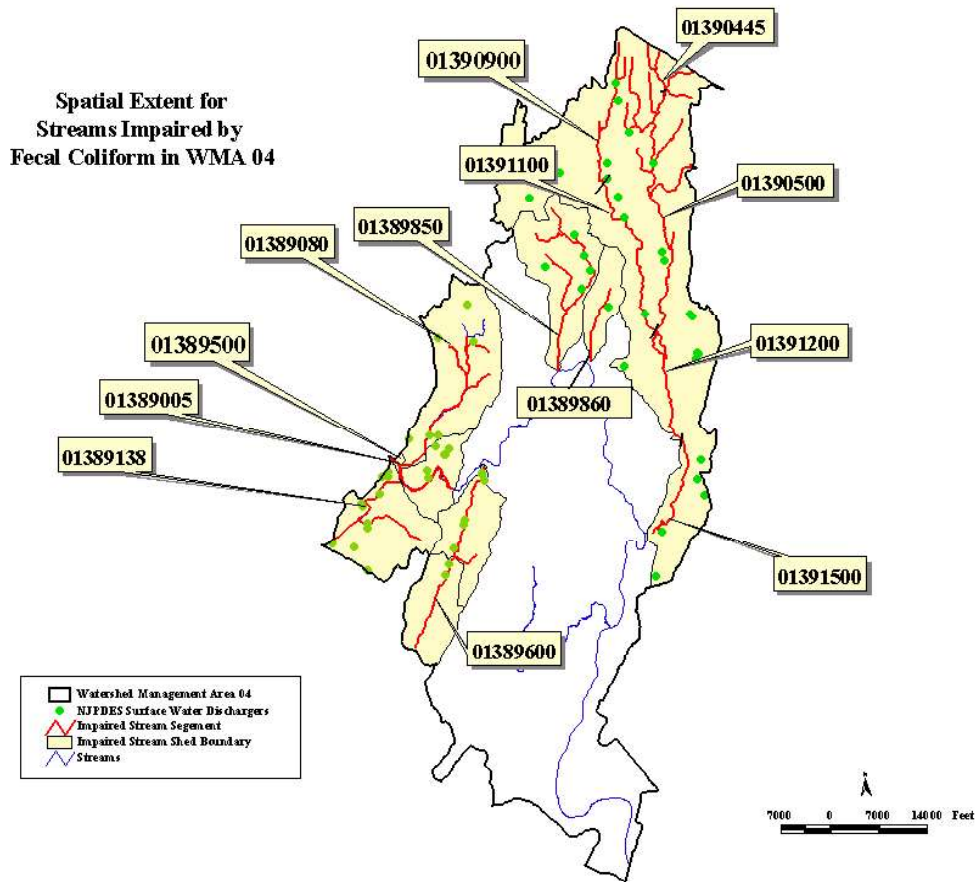 Spatial Extent for
Streams Impaired by
Fecal Coliform in WMA 04
01390445
01390900
01391100
01390500
01389850
01389080
01389500
01391200
01389005
01389860
01389138
01391500
01389600
Watershed Management Area 04
NJPDES Surface Water Dischargers
Impaired Stream Segement
Impaired Stream Shed Boundary
Streams
N
7000 0 7000 14000 Feet